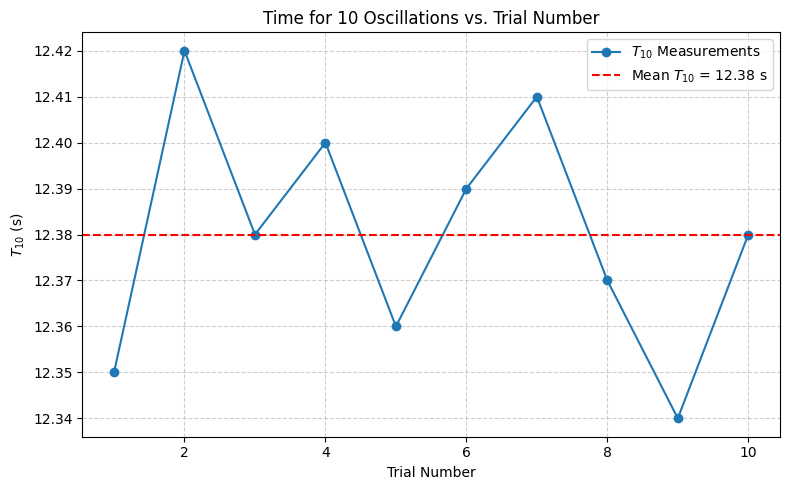 Time for 10 Oscillations vs. Trial Number
T₁₀ Measurements
Mean T₁₀ = 12.38 s
T₁₀ (s)
12.42
12.41
12.40
12.39
12.38
12.37
12.36
12.35
12.34
2 4 6 8 10
Trial Number